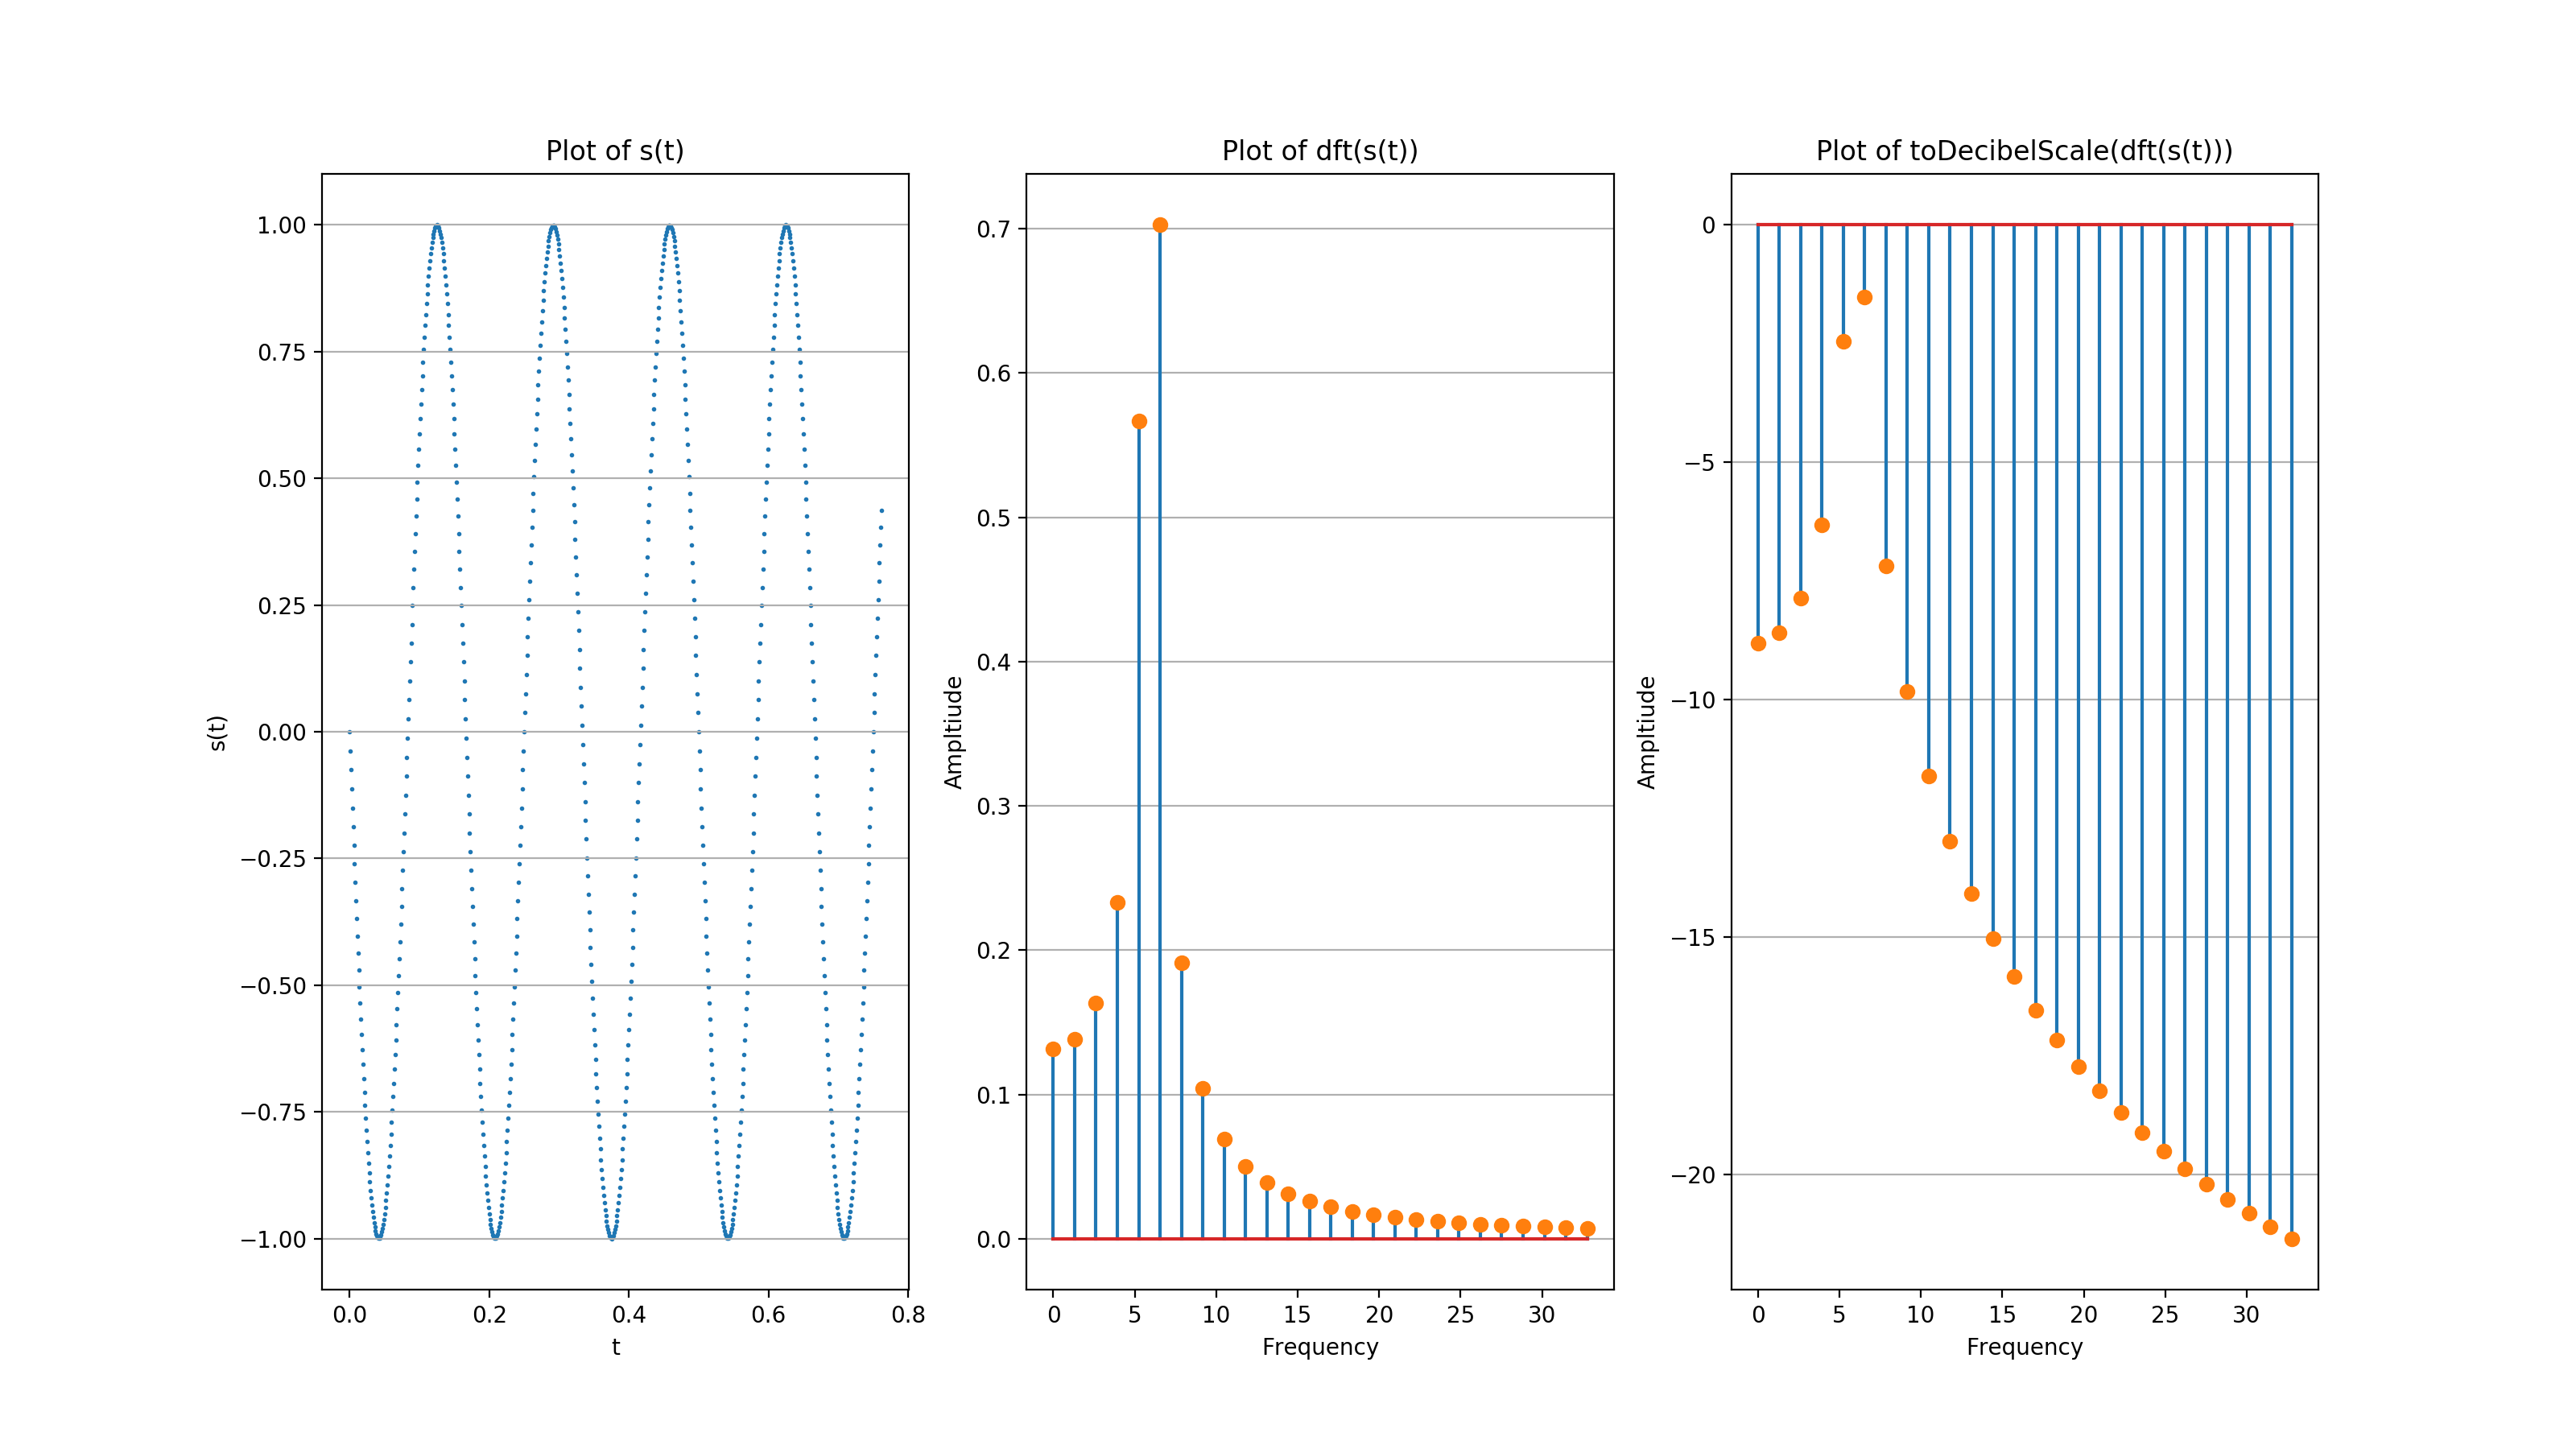 Plot of s(t)
1.00
0.75
0.50
0.25
0.00
−0.25
−0.50
−0.75
−1.00
s(t)
0.0 0.2 0.4 0.6 0.8
t
Plot of dft(s(t))
0.7
0.6
0.5
0.4
0.3
0.2
0.1
0.0
Ampltiude
0 5 10 15 20 25 30
Frequency
Plot of toDecibelScale(dft(s(t)))
0
−5
−10
−15
−20
Ampltiude
0 5 10 15 20 25 30
Frequency